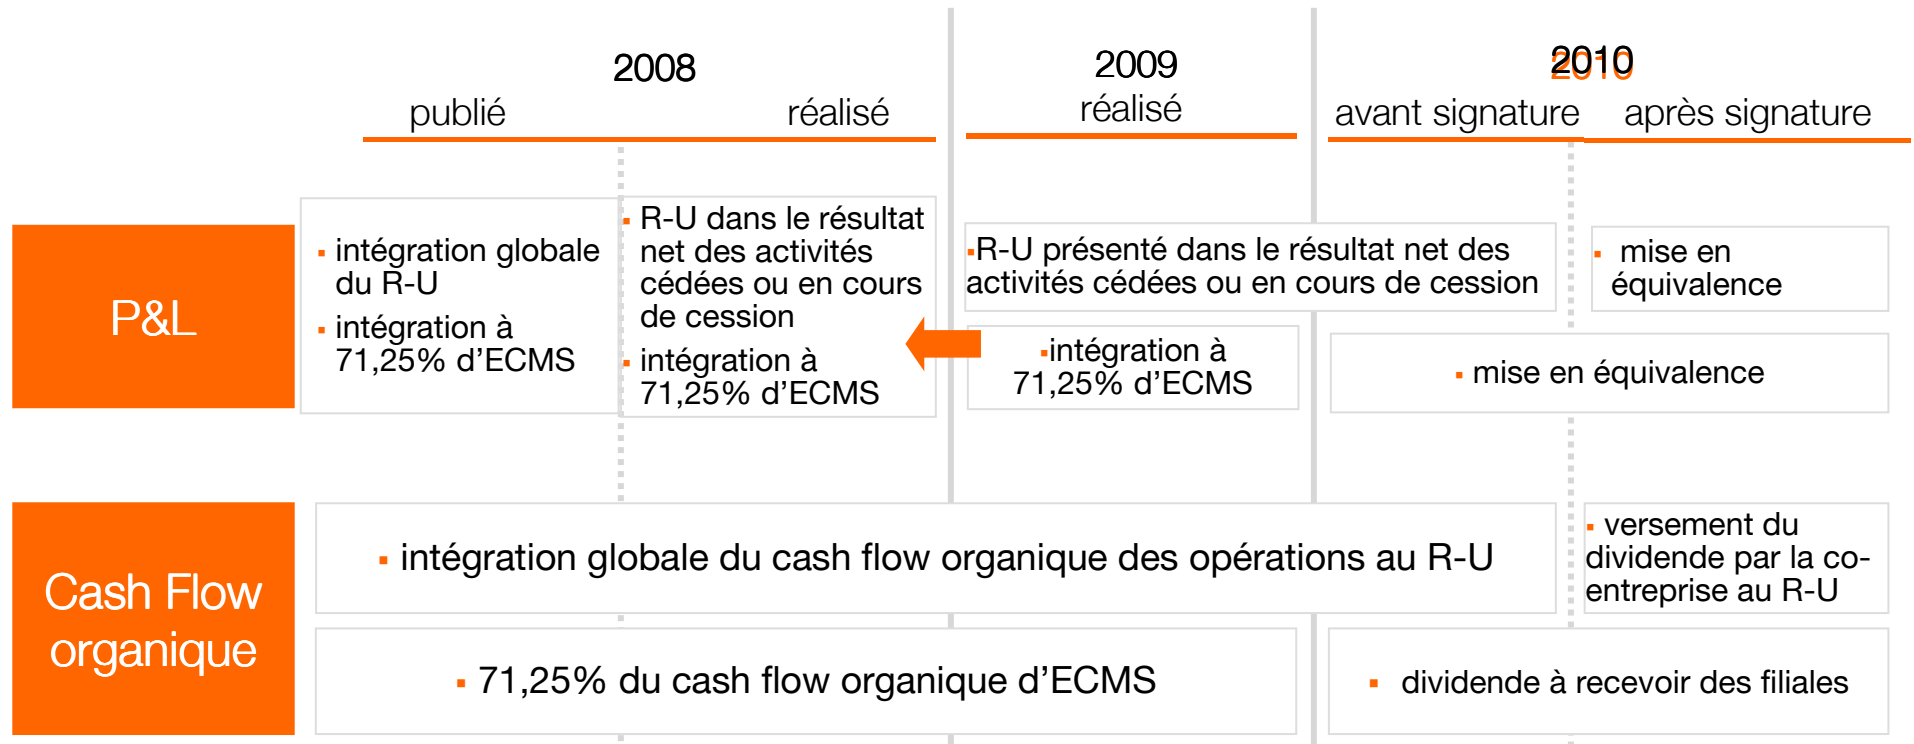 2008
publié
réalisé
2009
réalisé
2010
avant signature
après signature
P&L
▪ intégration globale
du R-U
▪ intégration à
71,25% d’ECMS
▪ R-U dans le résultat
net des activités
cédées ou en cours
de cession
▪ intégration à
71,25% d’ECMS
▪R-U présenté dans le résultat net des
activités cédées ou en cours de cession
▪intégration à
71,25% d’ECMS
▪ mise en
équivalence
▪ mise en équivalence
Cash Flow
organique
▪ intégration globale du cash flow organique des opérations au R-U
▪ versement du
dividende par la co-
entreprise au R-U
▪ 71,25% du cash flow organique d’ECMS
▪ dividende à recevoir des filiales